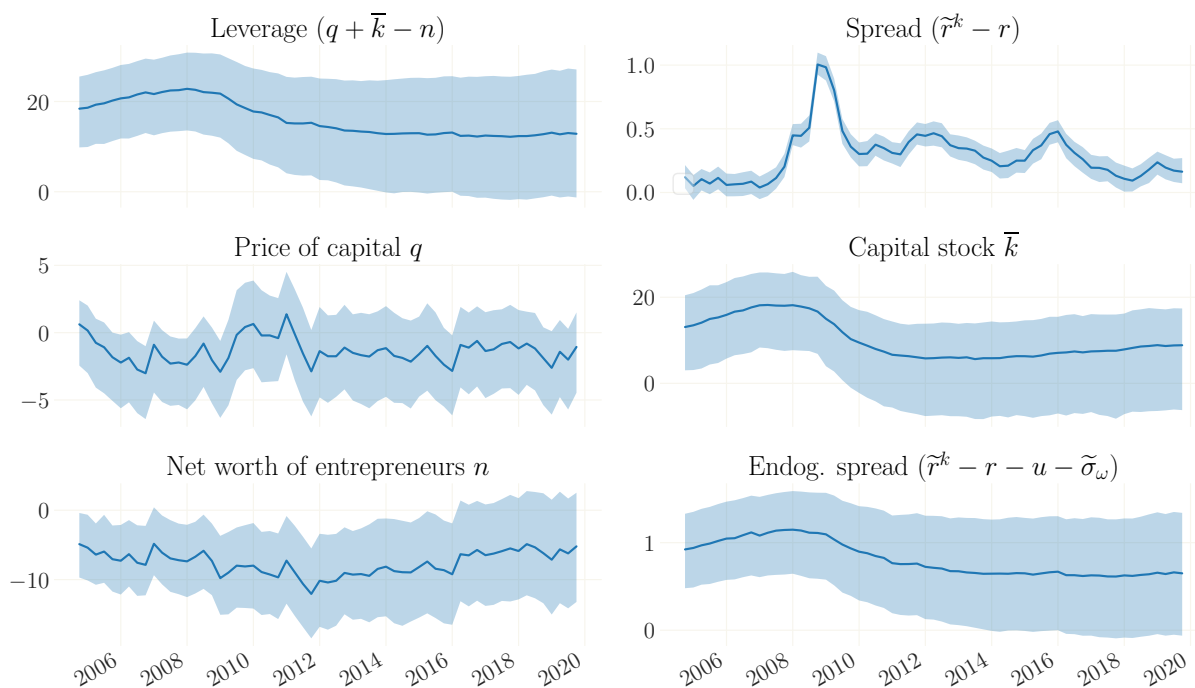 Leverage (q + k̅ − n)
20
0
Spread (r̃ᵏ − r)
1.0
0.5
0.0
Price of capital q
5
0
−5
Capital stock k̅
20
0
Net worth of entrepreneurs n
0
−10
2006 2008 2010 2012 2014 2016 2018 2020
Endog. spread (r̃ᵏ − r − u − σ̃_ω)
1
0
2006 2008 2010 2012 2014 2016 2018 2020